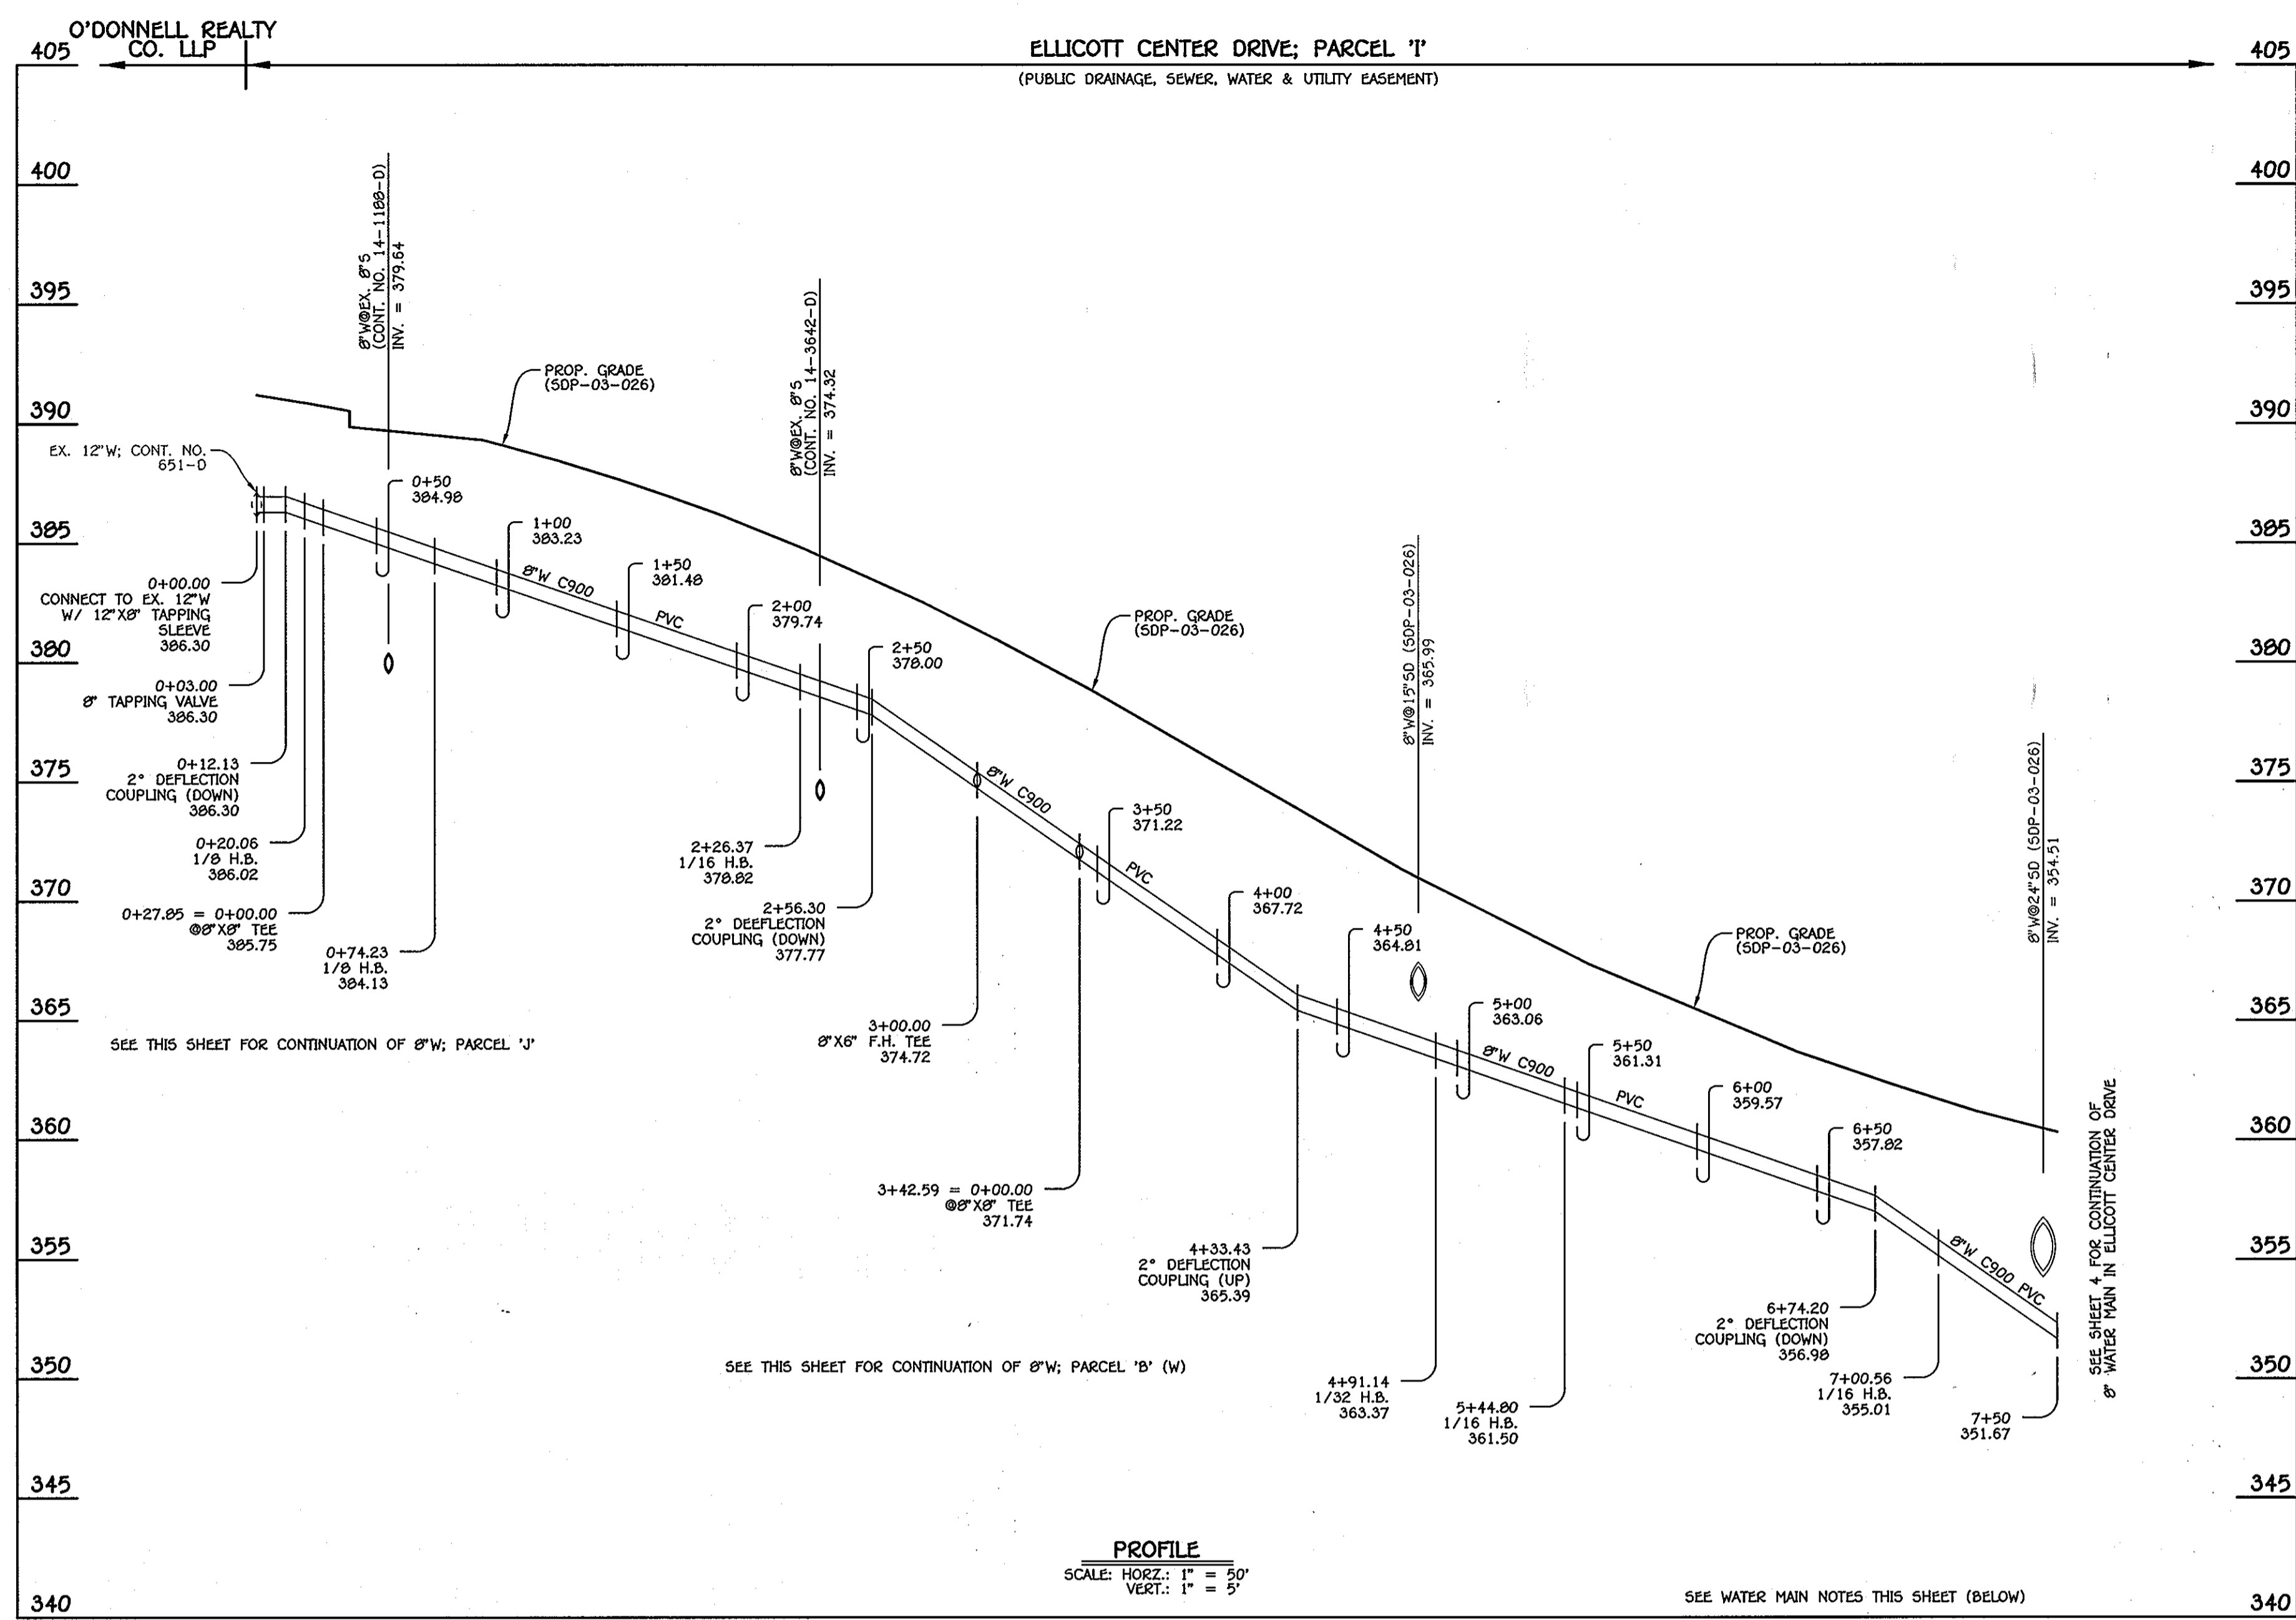 O'DONNELL REALTY
CO. LLP
ELLICOTT CENTER DRIVE; PARCEL 'I'
(PUBLIC DRAINAGE, SEWER, WATER & UTILITY EASEMENT)
405
400
395
390
385
380
375
370
365
360
355
350
345
340
405
400
395
390
385
380
375
370
365
360
355
350
345
340
8"W@EX. 8"S
(CONT. NO. 14-1188-D)
INV. = 379.64
8"W@EX. 8"S
(CONT. NO. 14-3642-D)
INV. = 374.32
8"W@15"SD (SDP-03-026)
INV. = 365.99
8"W@24"SD (SDP-03-026)
INV. = 354.51
PROP. GRADE
(SDP-03-026)
PROP. GRADE
(SDP-03-026)
PROP. GRADE
(SDP-03-026)
EX. 12"W; CONT. NO.
651-D
0+50
384.98
1+00
383.23
1+50
381.48
2+00
379.74
2+50
378.00
3+50
371.22
4+00
367.72
4+50
364.81
5+00
363.06
5+50
361.31
6+00
359.57
6+50
357.82
8"W C900
PVC
8"W C900
PVC
8"W C900
PVC
8"W C900 PVC
0+00.00
CONNECT TO EX. 12"W
W/ 12"X8" TAPPING
SLEEVE
386.30
0+03.00
8" TAPPING VALVE
386.30
0+12.13
2° DEFLECTION
COUPLING (DOWN)
386.30
0+20.06
1/8 H.B.
386.02
0+27.85 = 0+00.00
@8"X8" TEE
385.75
0+74.23
1/8 H.B.
384.13
2+26.37
1/16 H.B.
378.82
2+56.30
2° DEEFLECTION
COUPLING (DOWN)
377.77
3+00.00
8"X6" F.H. TEE
374.72
3+42.59 = 0+00.00
@8"X8" TEE
371.74
4+33.43
2° DEFLECTION
COUPLING (UP)
365.39
4+91.14
1/32 H.B.
363.37
5+44.80
1/16 H.B.
361.50
6+74.20
2° DEFLECTION
COUPLING (DOWN)
356.98
7+00.56
1/16 H.B.
355.01
7+50
351.67
SEE THIS SHEET FOR CONTINUATION OF 8"W; PARCEL 'J'
SEE THIS SHEET FOR CONTINUATION OF 8"W; PARCEL 'B' (W)
SEE SHEET 4 FOR CONTINUATION OF
8" WATER MAIN IN ELLICOTT CENTER DRIVE
PROFILE
SCALE: HORZ.: 1" = 50'
VERT.: 1" = 5'
SEE WATER MAIN NOTES THIS SHEET (BELOW)